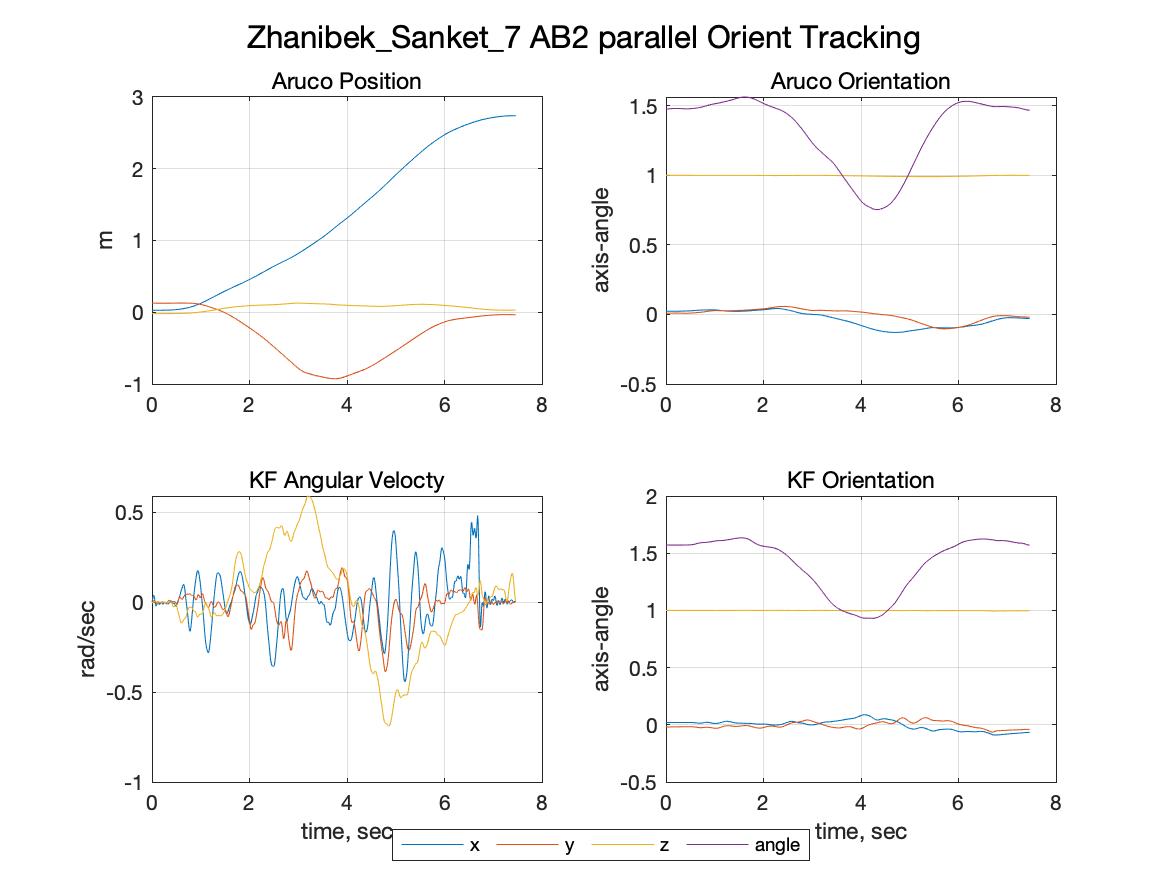 Zhanibek_Sanket_7 AB2 parallel Orient Tracking
Aruco Position
3
2
1
0
-1
m
0 2 4 6 8
Aruco Orientation
1.5
1
0.5
0
-0.5
axis-angle
0 2 4 6 8
KF Angular Velocty
0.5
0
-0.5
-1
rad/sec
0 2 4 6 8
time, sec
KF Orientation
2
1.5
1
0.5
0
-0.5
axis-angle
0 2 4 6 8
time, sec
x y z angle